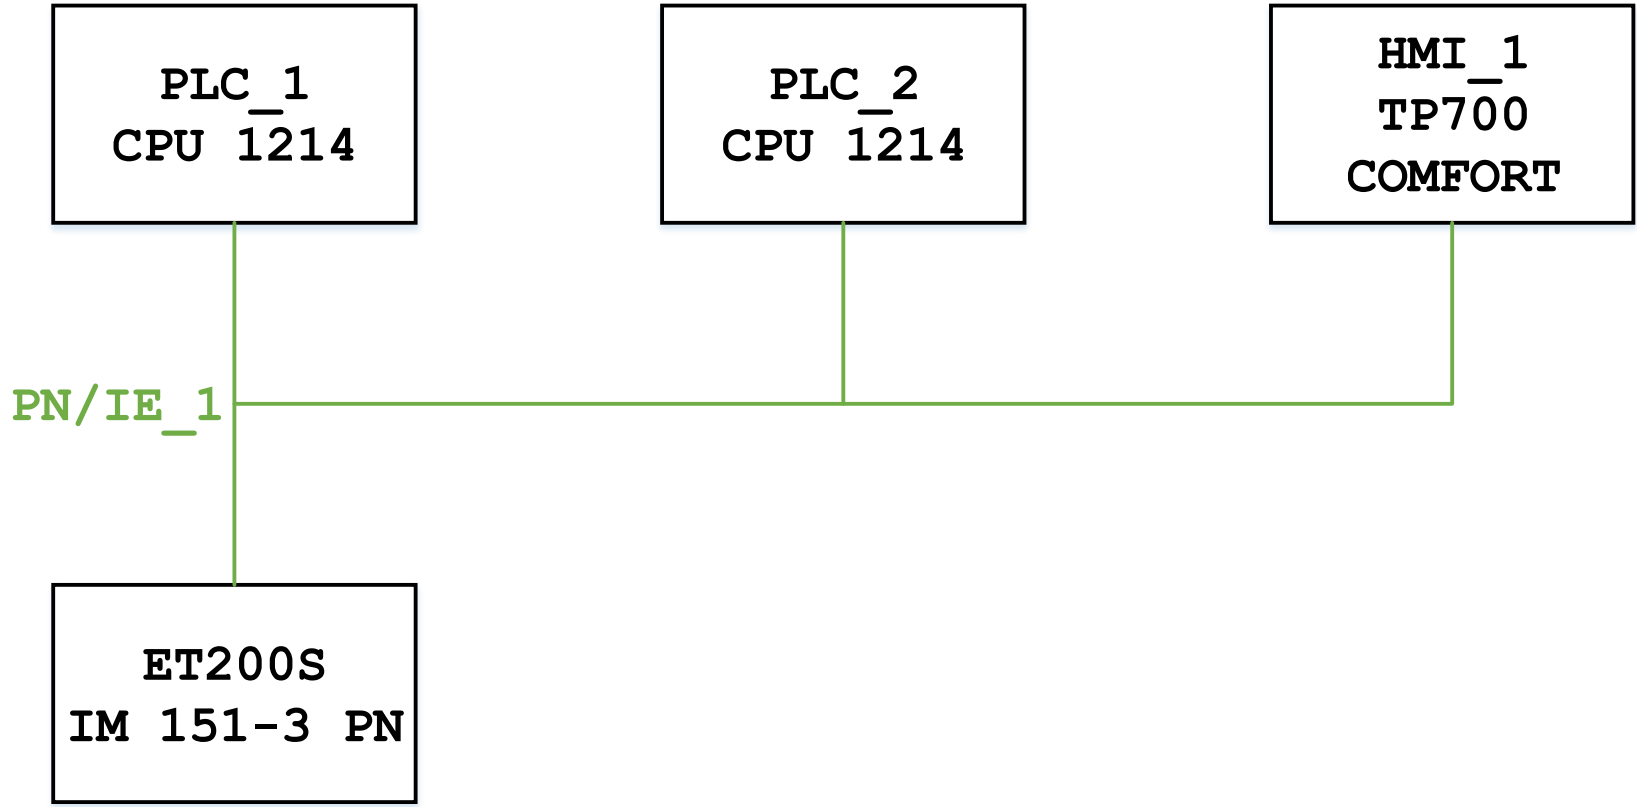 PLC_1
CPU 1214
PLC_2
CPU 1214
HMI_1
TP700
COMFORT
PN/IE_1
ET200S
IM 151-3 PN